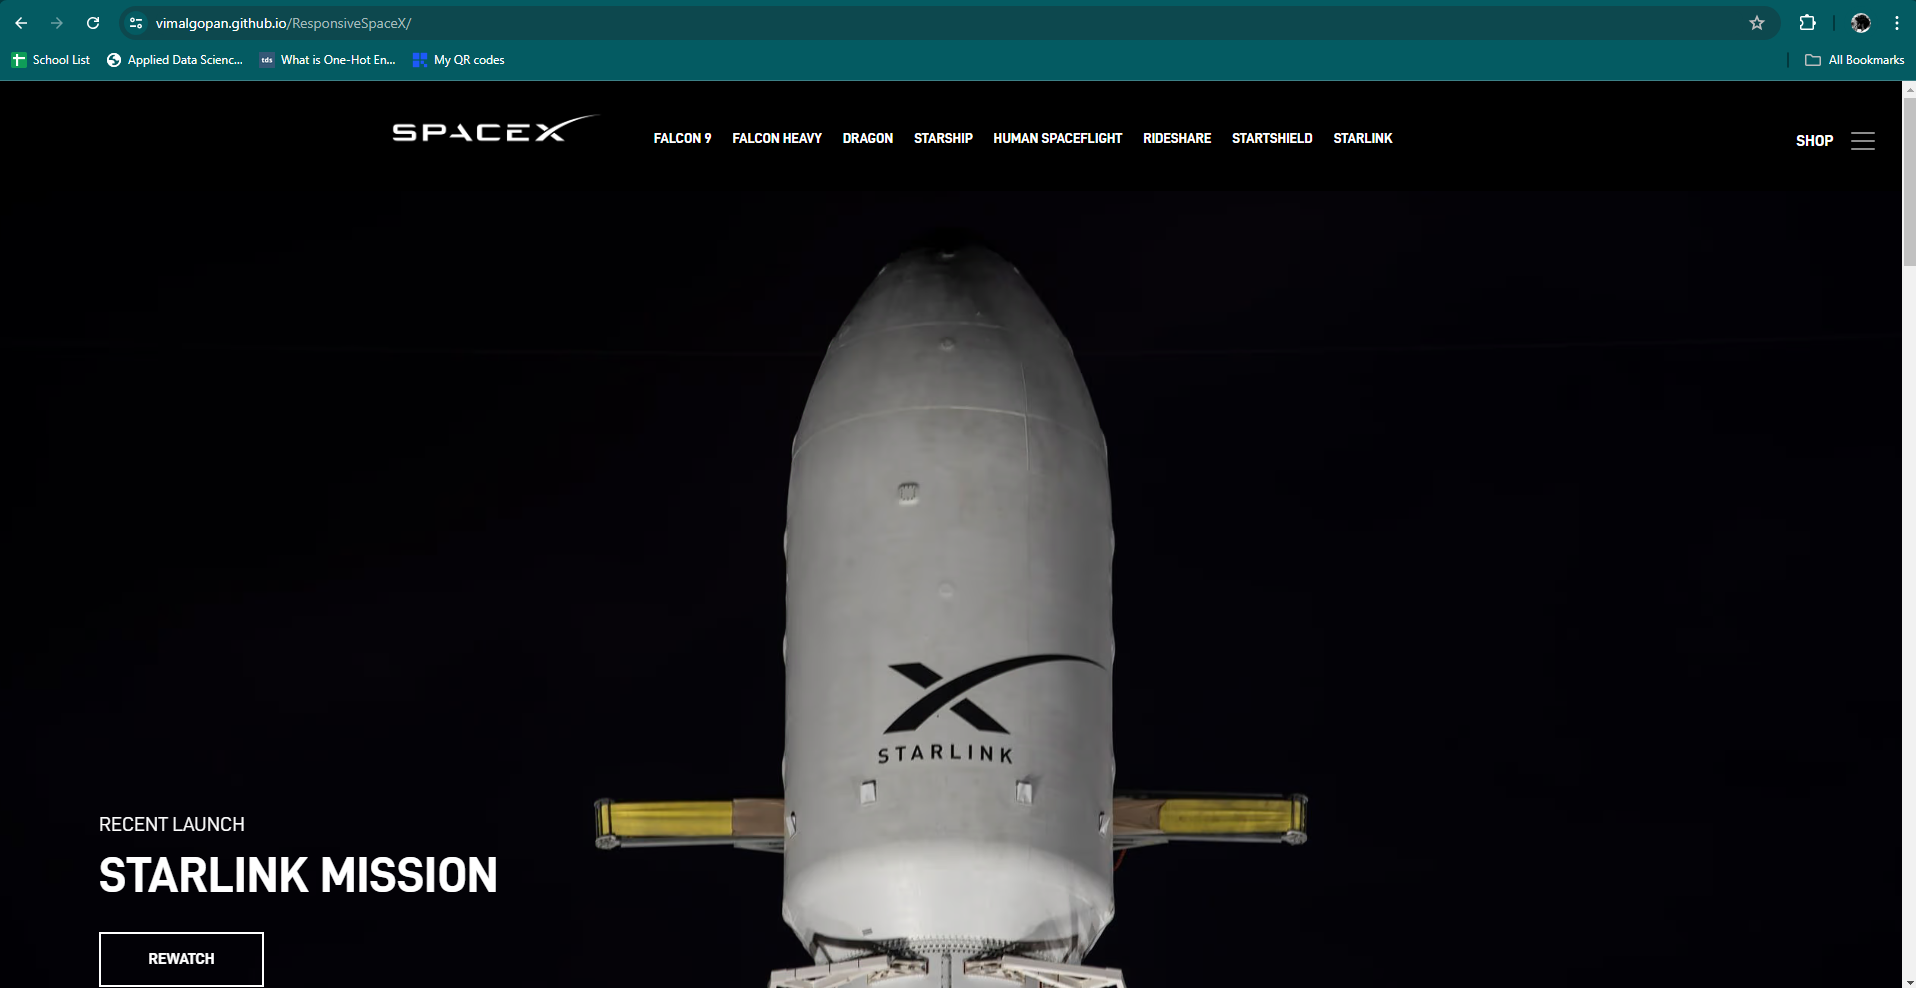 vimalgopan.github.io/ResponsiveSpaceX/
School List Applied Data Scienc... tds What is One-Hot En... My QR codes All Bookmarks
SPACEX FALCON 9 FALCON HEAVY DRAGON STARSHIP HUMAN SPACEFLIGHT RIDESHARE STARTSHIELD STARLINK SHOP
X
STARLINK
RECENT LAUNCH
STARLINK MISSION
REWATCH